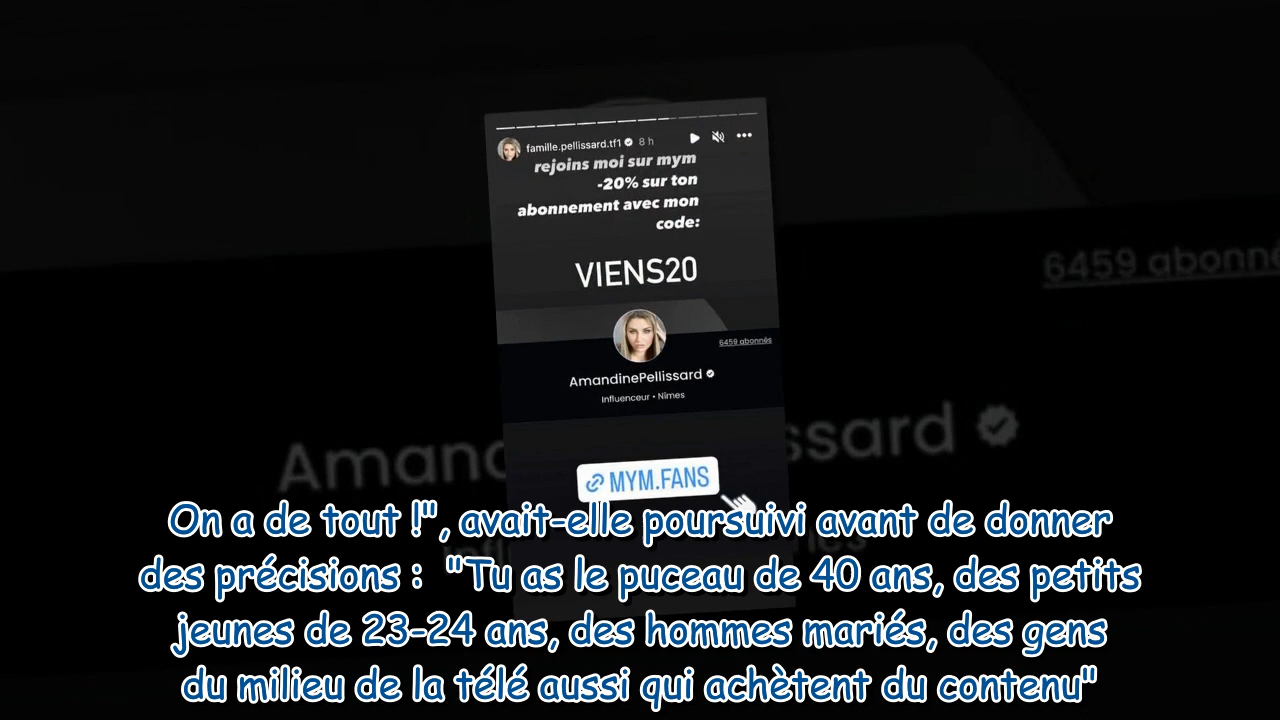 famille.pellissard.tf1 8 h
rejoins moi sur mym
-20% sur ton
abonnement avec mon
code:
VIENS20
6459 abonnés
6459 abonn
AmandinePellissard
Influenceur • Nîmes
MYM.FANS
On a de tout !", avait-elle poursuivi avant de donner
des précisions : "Tu as le puceau de 40 ans, des petits
jeunes de 23-24 ans, des hommes mariés, des gens
du milieu de la télé aussi qui achètent du contenu"